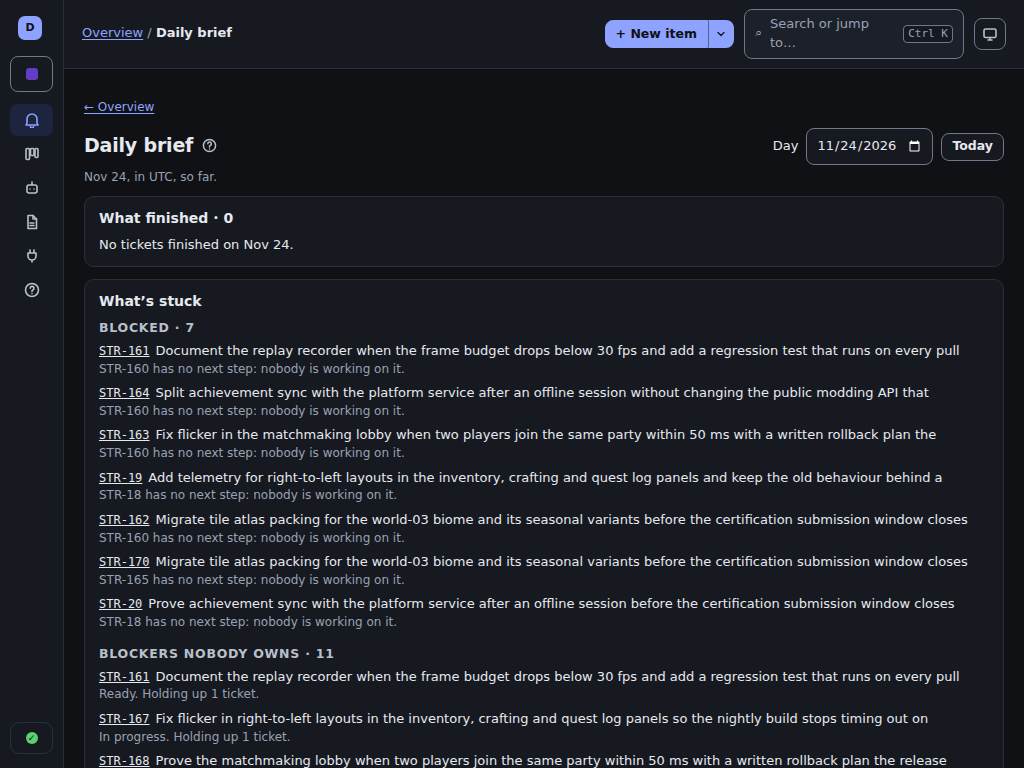 D
Overview / Daily brief
+ New item
Search or jump to…
Ctrl K
← Overview
Daily brief
Day
11/24/2026
Today
Nov 24, in UTC, so far.
What finished · 0
No tickets finished on Nov 24.
What's stuck
BLOCKED · 7
STR-161 Document the replay recorder when the frame budget drops below 30 fps and add a regression test that runs on every pull
STR-160 has no next step: nobody is working on it.
STR-164 Split achievement sync with the platform service after an offline session without changing the public modding API that
STR-160 has no next step: nobody is working on it.
STR-163 Fix flicker in the matchmaking lobby when two players join the same party within 50 ms with a written rollback plan the
STR-160 has no next step: nobody is working on it.
STR-19 Add telemetry for right-to-left layouts in the inventory, crafting and quest log panels and keep the old behaviour behind a
STR-18 has no next step: nobody is working on it.
STR-162 Migrate tile atlas packing for the world-03 biome and its seasonal variants before the certification submission window closes
STR-160 has no next step: nobody is working on it.
STR-170 Migrate tile atlas packing for the world-03 biome and its seasonal variants before the certification submission window closes
STR-165 has no next step: nobody is working on it.
STR-20 Prove achievement sync with the platform service after an offline session before the certification submission window closes
STR-18 has no next step: nobody is working on it.
BLOCKERS NOBODY OWNS · 11
STR-161 Document the replay recorder when the frame budget drops below 30 fps and add a regression test that runs on every pull
Ready. Holding up 1 ticket.
STR-167 Fix flicker in right-to-left layouts in the inventory, crafting and quest log panels so the nightly build stops timing out on
In progress. Holding up 1 ticket.
STR-168 Prove the matchmaking lobby when two players join the same party within 50 ms with a written rollback plan the release